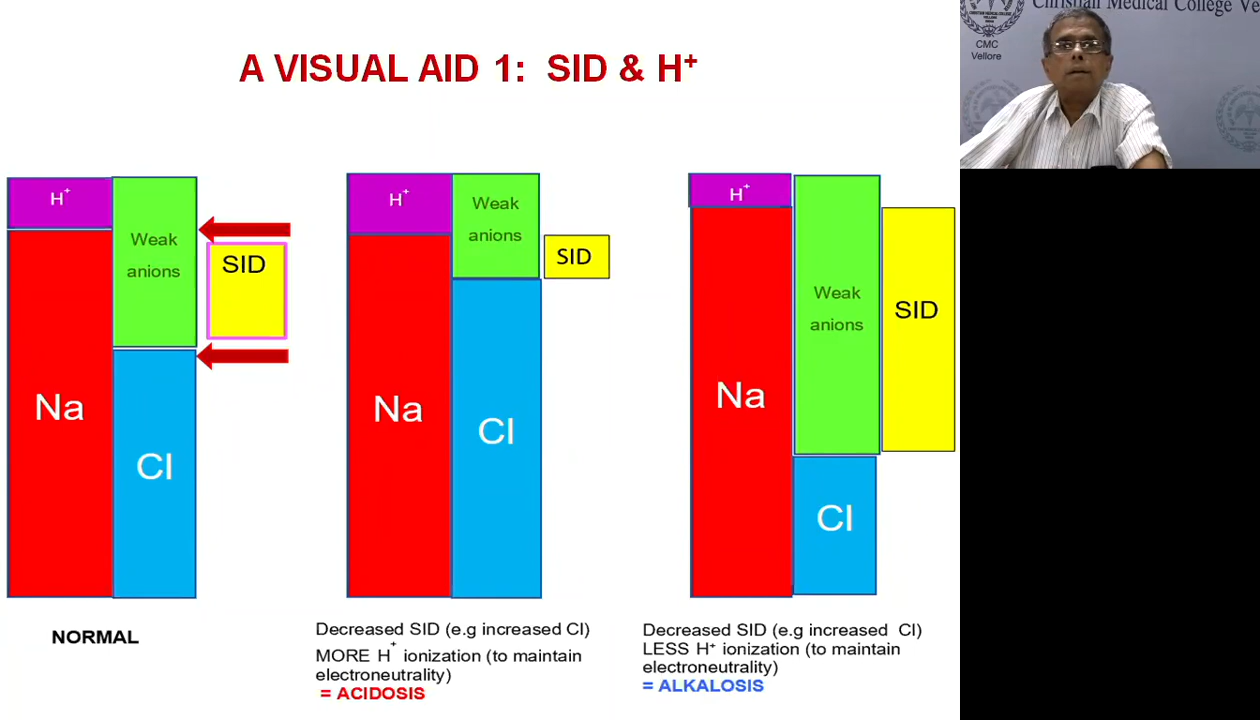 A VISUAL AID 1: SID & H⁺
Christian Medical College Ve
CMC
Vellore
H⁺
Weak
anions
SID
Na
Cl
H⁺
Weak
anions
SID
Na
Cl
H⁺
Weak
anions
SID
Na
Cl
NORMAL
Decreased SID (e.g increased Cl)
MORE H⁺ ionization (to maintain
electroneutrality)
= ACIDOSIS
Decreased SID (e.g increased Cl)
LESS H⁺ ionization (to maintain
electroneutrality)
= ALKALOSIS